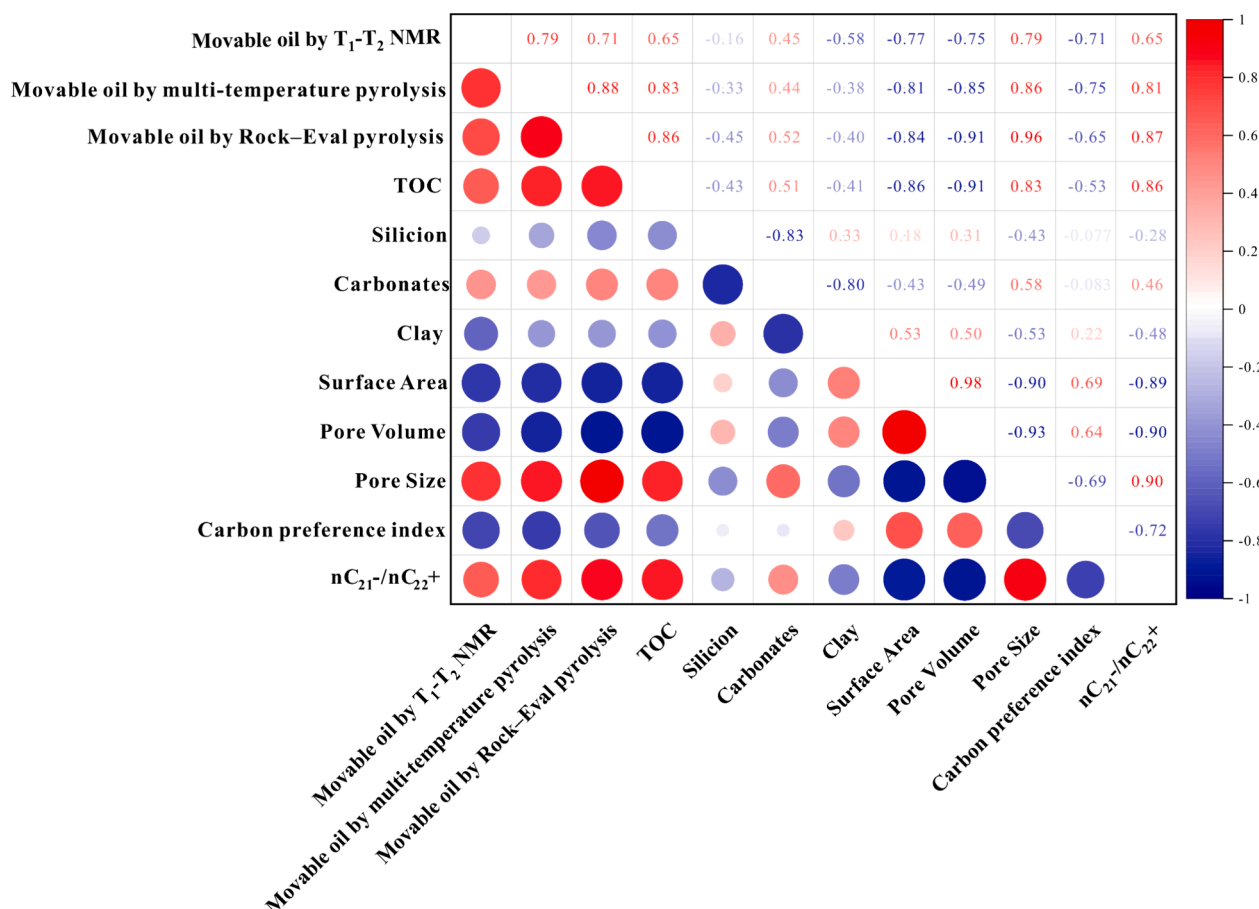 Movable oil by T₁-T₂ NMR 0.79 0.71 0.65 -0.16 0.45 -0.58 -0.77 -0.75 0.79 -0.71 0.65
Movable oil by multi-temperature pyrolysis 0.88 0.83 -0.33 0.44 -0.38 -0.81 -0.85 0.86 -0.75 0.81
Movable oil by Rock–Eval pyrolysis 0.86 -0.45 0.52 -0.40 -0.84 -0.91 0.96 -0.65 0.87
TOC -0.43 0.51 -0.41 -0.86 -0.91 0.83 -0.53 0.86
Silicion -0.83 0.33 0.18 0.31 -0.43 -0.077 -0.28
Carbonates -0.80 -0.43 -0.49 0.58 -0.083 0.46
Clay 0.53 0.50 -0.53 0.22 -0.48
Surface Area 0.98 -0.90 0.69 -0.89
Pore Volume -0.93 0.64 -0.90
Pore Size -0.69 0.90
Carbon preference index -0.72
nC₂₁-/nC₂₂+
1
0.8
0.6
0.4
0.2
0
-0.2
-0.4
-0.6
-0.8
-1
Movable oil by T₁-T₂ NMR
Movable oil by multi-temperature pyrolysis
Movable oil by Rock–Eval pyrolysis
TOC
Silicion
Carbonates
Clay
Surface Area
Pore Volume
Pore Size
Carbon preference index
nC₂₁-/nC₂₂+